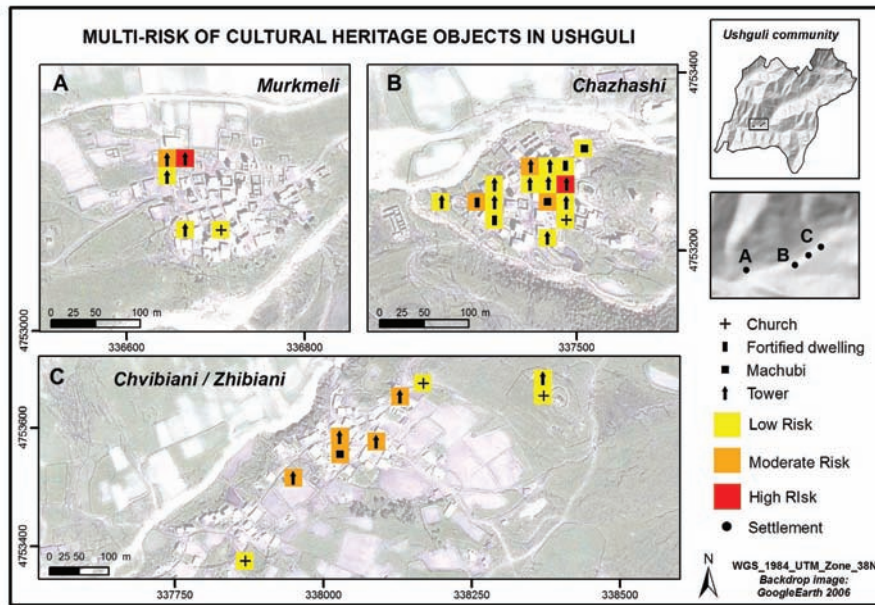 MULTI-RISK OF CULTURAL HERITAGE OBJECTS IN USHGULI
Ushguli community
A
Murkmeli
0 25 50 100 m
4753000
336600
336800
B
Chazhashi
0 25 50 100 m
4753400
4753200
337500
C
Chvibiani / Zhibiani
4753600
4753400
0 25 50 100 m
337750
338000
338250
338500
A
B
C
Church
Fortified dwelling
Machubi
Tower
Low Risk
Moderate Risk
High RIsk
Settlement
N
WGS_1984_UTM_Zone_38N
Backdrop image:
GoogleEarth 2006